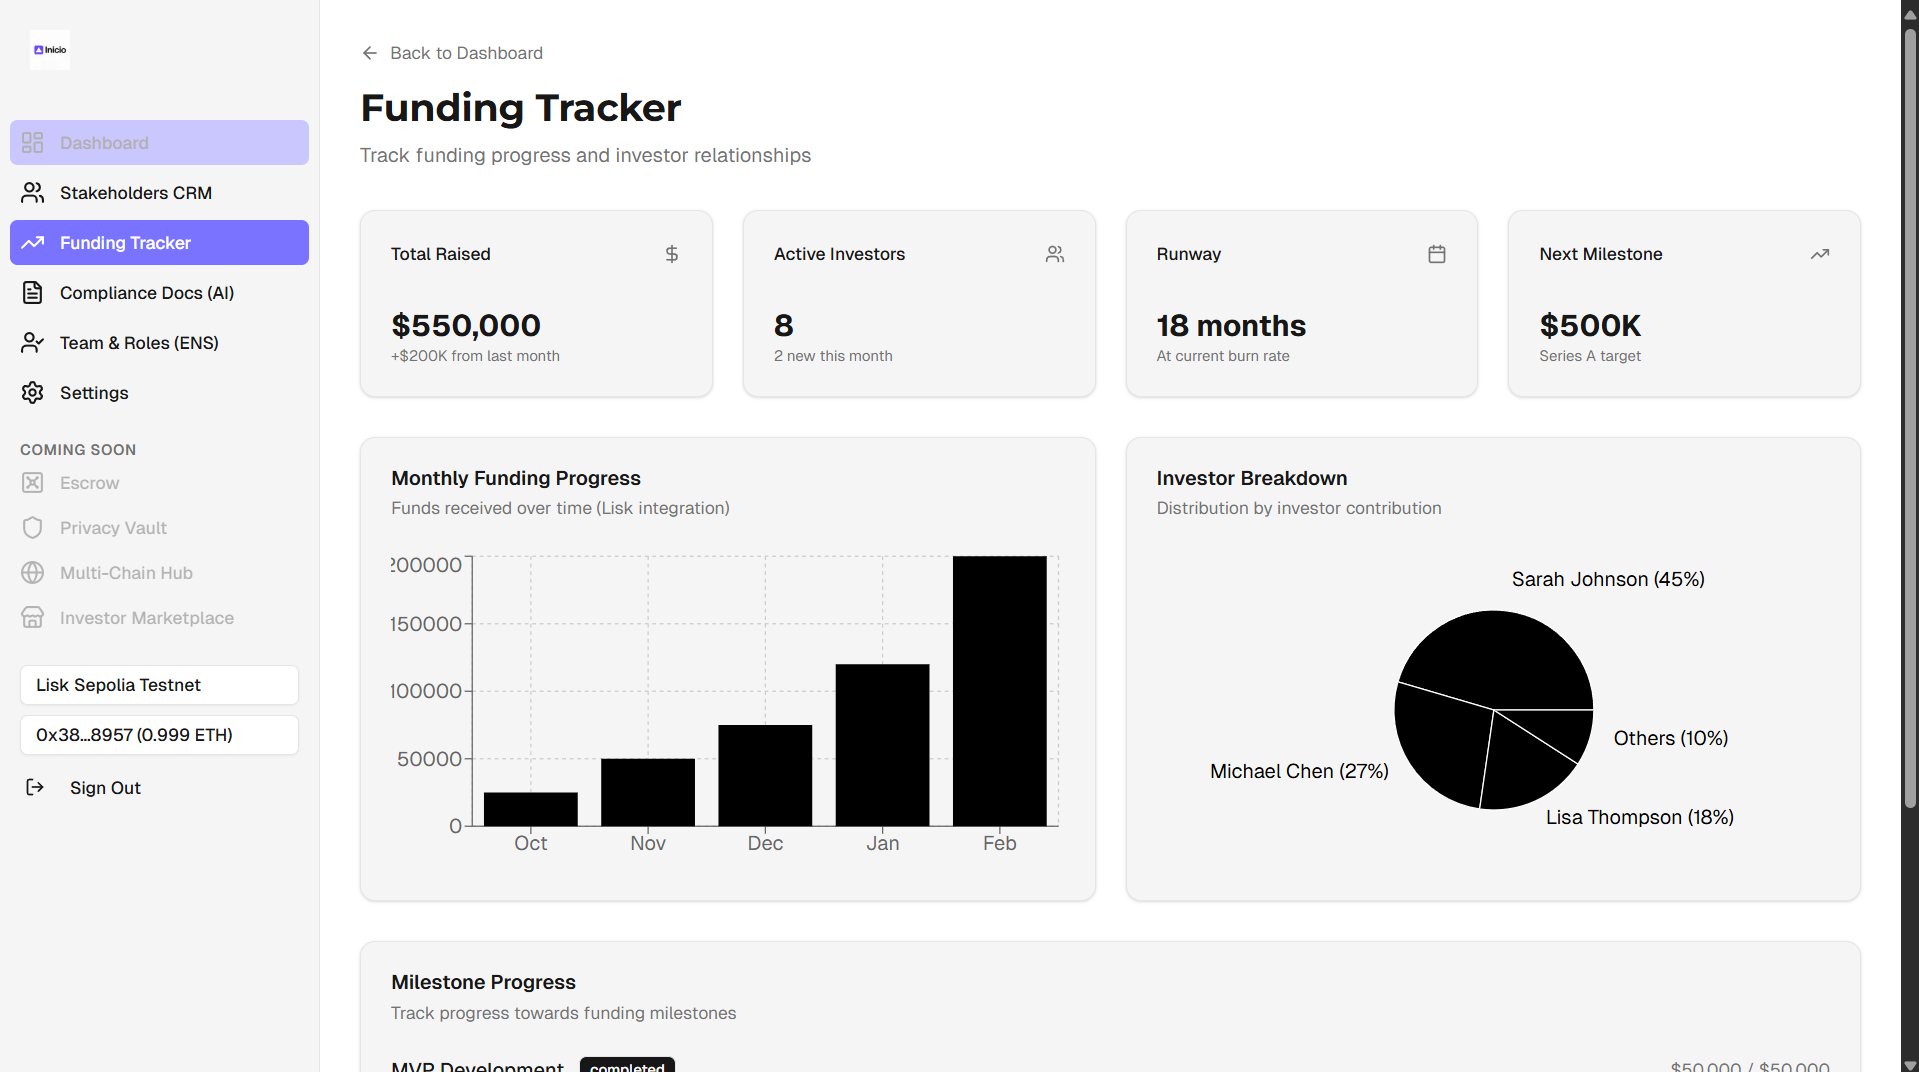 Inicio
Dashboard
Stakeholders CRM
Funding Tracker
Compliance Docs (AI)
Team & Roles (ENS)
Settings
COMING SOON
Escrow
Privacy Vault
Multi-Chain Hub
Investor Marketplace
Lisk Sepolia Testnet
0x38...8957 (0.999 ETH)
Sign Out
Back to Dashboard
Funding Tracker
Track funding progress and investor relationships
Total Raised
$550,000
+$200K from last month
Active Investors
8
2 new this month
Runway
18 months
At current burn rate
Next Milestone
$500K
Series A target
Monthly Funding Progress
Funds received over time (Lisk integration)
200000
150000
100000
50000
0
Oct Nov Dec Jan Feb
Investor Breakdown
Distribution by investor contribution
Sarah Johnson (45%)
Others (10%)
Michael Chen (27%)
Lisa Thompson (18%)
Milestone Progress
Track progress towards funding milestones
MVP Development completed $50,000 / $50,000